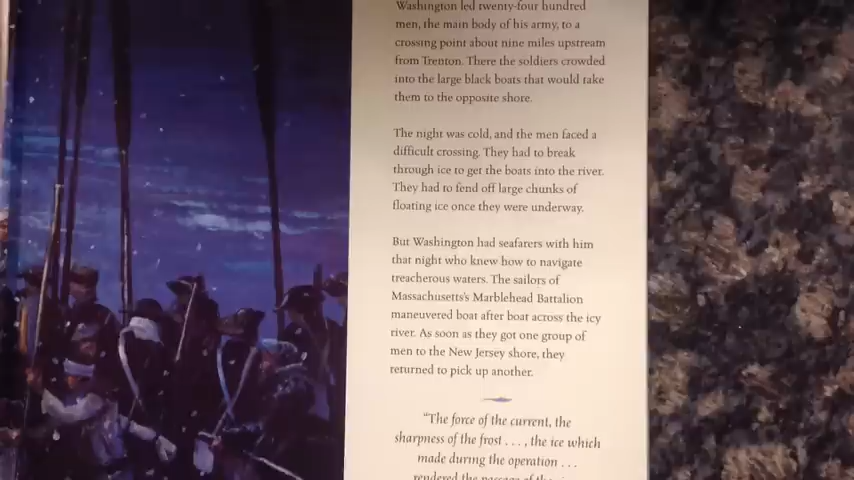 Washington led twenty-four hundred
men, the main body of his army, to a
crossing point about nine miles upstream
from Trenton. There the soldiers crowded
into the large black boats that would take
them to the opposite shore.
The night was cold, and the men faced a
difficult crossing. They had to break
through ice to get the boats into the river.
They had to fend off large chunks of
floating ice once they were underway.
But Washington had seafarers with him
that night who knew how to navigate
treacherous waters. The sailors of
Massachusetts's Marblehead Battalion
maneuvered boat after boat across the icy
river. As soon as they got one group of
men to the New Jersey shore, they
returned to pick up another.
"The force of the current, the
sharpness of the frost . . . , the ice which
made during the operation . . .
rendered the passage of the